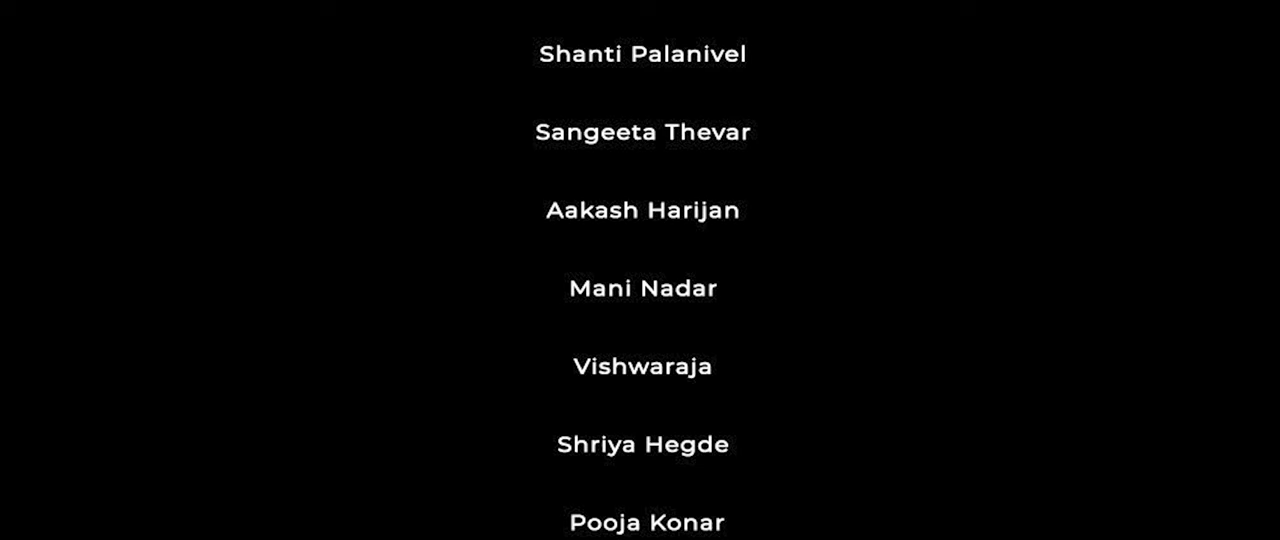 Shanti Palanivel
Sangeeta Thevar
Aakash Harijan
Mani Nadar
Vishwaraja
Shriya Hegde
Pooja Konar